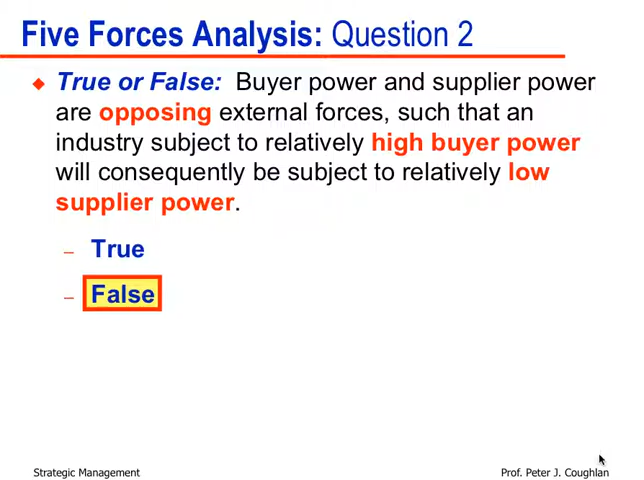 Five Forces Analysis: Question 2
True or False: Buyer power and supplier power
are opposing external forces, such that an
industry subject to relatively high buyer power
will consequently be subject to relatively low
supplier power.
– True
– False
Strategic Management
Prof. Peter J. Coughlan